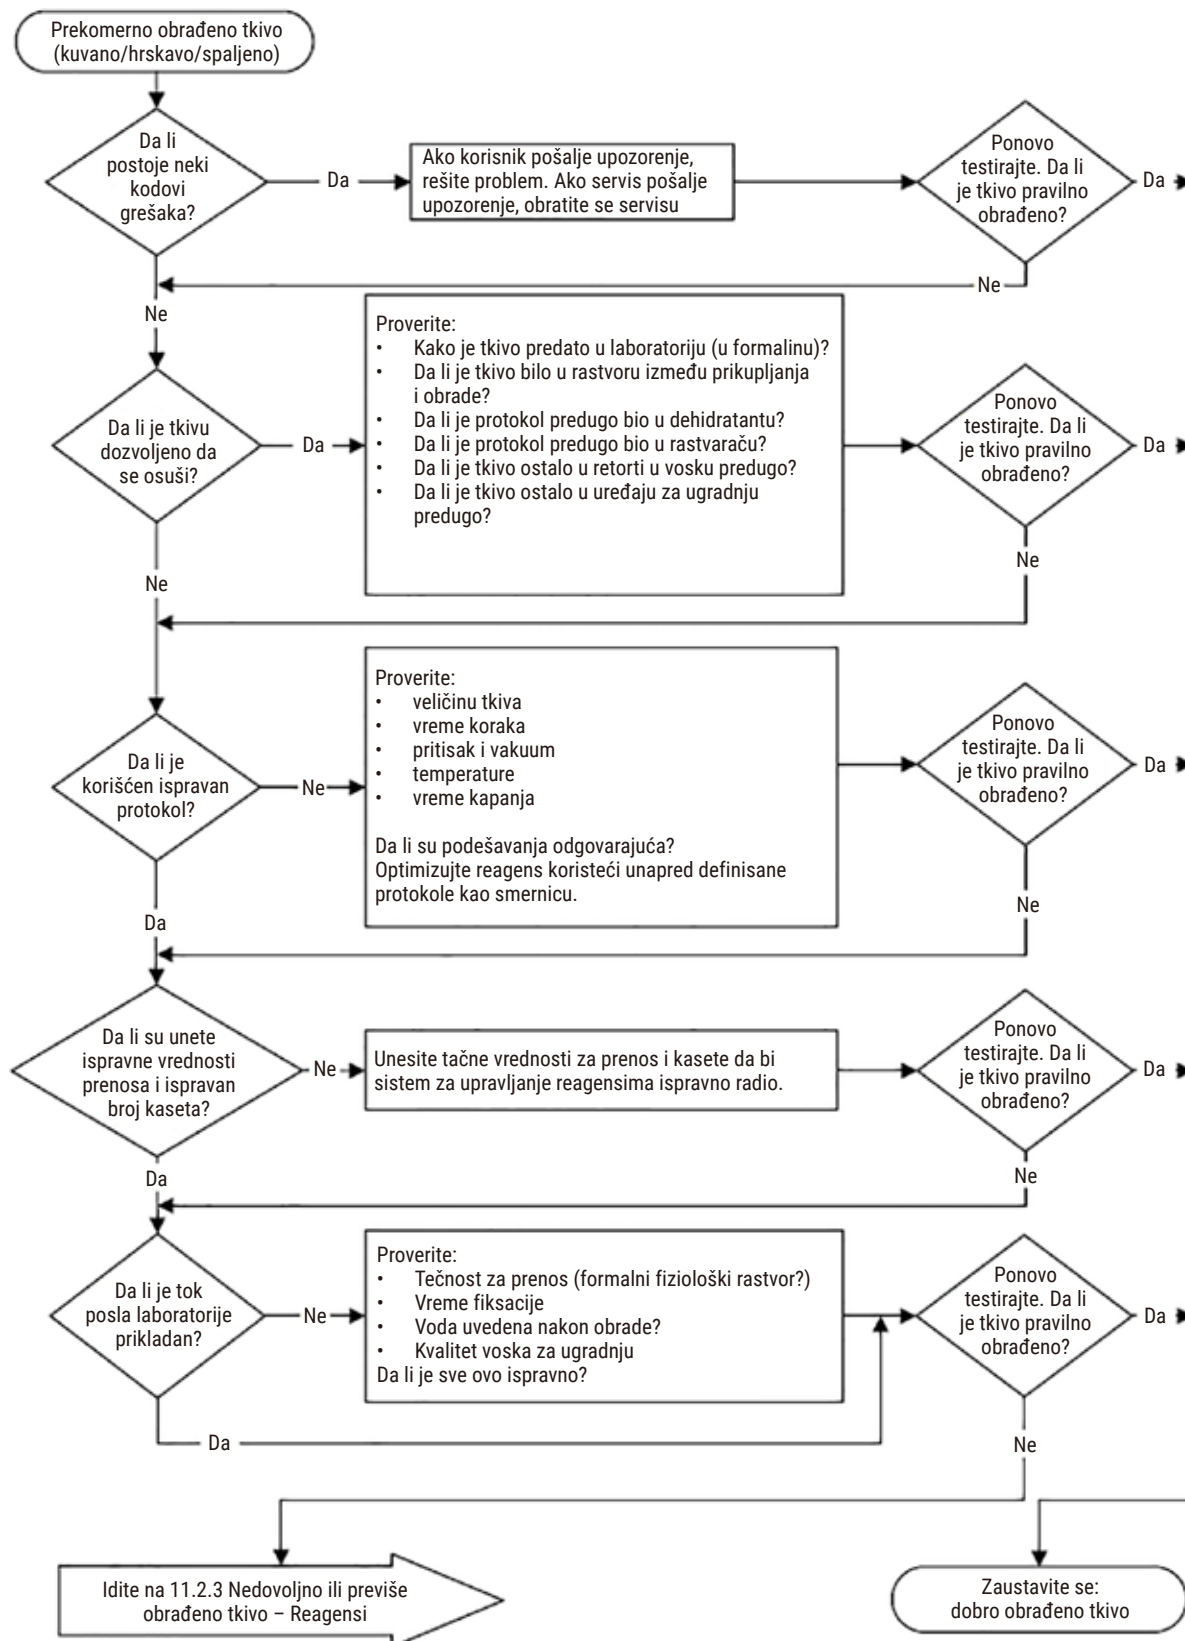 Prekomerno obrađeno tkivo
(kuvano/hrskavo/spaljeno)
Da li
postoje neki
kodovi
grešaka?
Da
Ako korisnik pošalje upozorenje,
rešite problem. Ako servis pošalje
upozorenje, obratite se servisu
Ponovo
testirajte. Da li
je tkivo pravilno
obrađeno?
Da
Ne
Ne
Da li je tkivu
dozvoljeno da
se osuši?
Da
Proverite:
• Kako je tkivo predato u laboratoriju (u formalinu)?
• Da li je tkivo bilo u rastvoru između prikupljanja
i obrade?
• Da li je protokol predugo bio u dehidratantu?
• Da li je protokol predugo bio u rastvaraču?
• Da li je tkivo ostalo u retorti u vosku predugo?
• Da li je tkivo ostalo u uređaju za ugradnju
predugo?
Ponovo
testirajte. Da li
je tkivo pravilno
obrađeno?
Da
Ne
Ne
Da li je
korišćen ispravan
protokol?
Ne
Proverite:
• veličinu tkiva
• vreme koraka
• pritisak i vakuum
• temperature
• vreme kapanja
Da li su podešavanja odgovarajuća?
Optimizujte reagens koristeći unapred definisane
protokole kao smernicu.
Ponovo
testirajte. Da li
je tkivo pravilno
obrađeno?
Da
Da
Ne
Da li su unete
ispravne vrednosti
prenosa i ispravan
broj kaseta?
Ne
Unesite tačne vrednosti za prenos i kasete da bi
sistem za upravljanje reagensima ispravno radio.
Ponovo
testirajte. Da li
je tkivo pravilno
obrađeno?
Da
Da
Ne
Da li je tok
posla laboratorije
prikladan?
Ne
Proverite:
• Tečnost za prenos (formalni fiziološki rastvor?)
• Vreme fiksacije
• Voda uvedena nakon obrade?
• Kvalitet voska za ugradnju
Da li je sve ovo ispravno?
Ponovo
testirajte. Da li
je tkivo pravilno
obrađeno?
Da
Da
Ne
Idite na 11.2.3 Nedovoljno ili previše
obrađeno tkivo – Reagensi
Zaustavite se:
dobro obrađeno tkivo